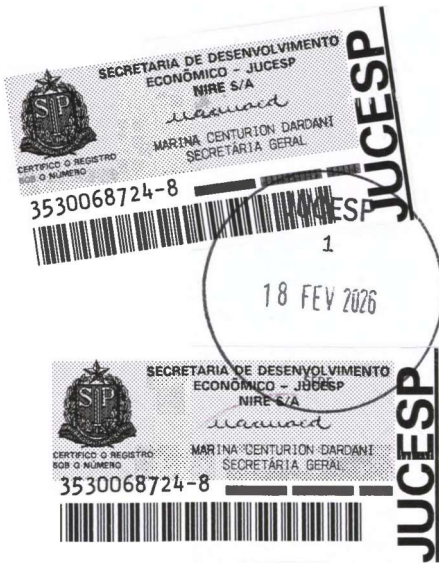 SECRETARIA DE DESENVOLVIMENTO
ECONÔMICO - JUCESP
NIRE S/A
MARINA CENTURION DARDANI
SECRETÁRIA GERAL
CERTIFICO O REGISTRO
SOB O NÚMERO
3530068724-8
JUCESP
JUCESP
1
18 FEV 2026
SEDE
SECRETARIA DE DESENVOLVIMENTO
ECONÔMICO - JUCESP
NIRE S/A
MARINA CENTURION DARDANI
SECRETÁRIA GERAL
CERTIFICO O REGISTRO
SOB O NÚMERO
3530068724-8
JUCESP